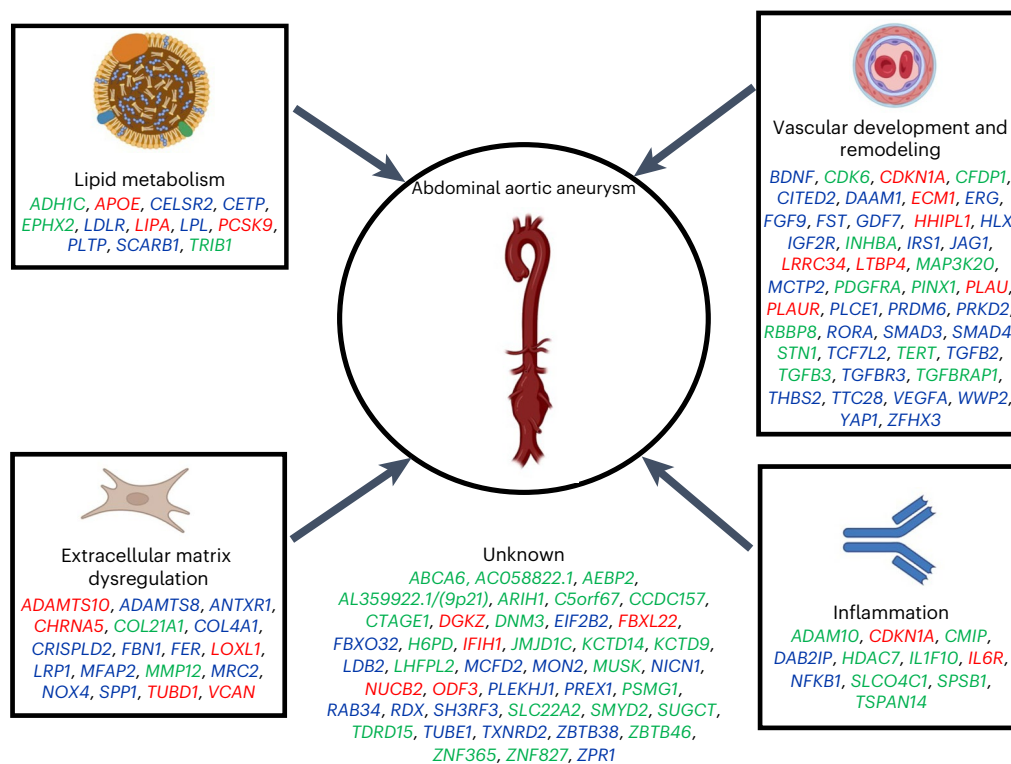 Lipid metabolism
ADH1C, APOE, CELSR2, CETP,
EPHX2, LDLR, LIPA, LPL, PCSK9,
PLTP, SCARB1, TRIB1
Abdominal aortic aneurysm
Vascular development and
remodeling
BDNF, CDK6, CDKN1A, CFDP1,
CITED2, DAAM1, ECM1, ERG,
FGF9, FST, GDF7, HHIPL1, HLX,
IGF2R, INHBA, IRS1, JAG1,
LRRC34, LTBP4, MAP3K20,
MCTP2, PDGFRA, PINX1, PLAU,
PLAUR, PLCE1, PRDM6, PRKD2,
RBBP8, RORA, SMAD3, SMAD4,
STN1, TCF7L2, TERT, TGFB2,
TGFB3, TGFBR3, TGFBRAP1,
THBS2, TTC28, VEGFA, WWP2,
YAP1, ZFHX3
Extracellular matrix
dysregulation
ADAMTS10, ADAMTS8, ANTXR1,
CHRNA5, COL21A1, COL4A1,
CRISPLD2, FBN1, FER, LOXL1,
LRP1, MFAP2, MMP12, MRC2,
NOX4, SPP1, TUBD1, VCAN
Unknown
ABCA6, AC058822.1, AEBP2,
AL359922.1/(9p21), ARIH1, C5orf67, CCDC157,
CTAGE1, DGKZ, DNM3, EIF2B2, FBXL22,
FBXO32, H6PD, IFIH1, JMJD1C, KCTD14, KCTD9,
LDB2, LHFPL2, MCFD2, MON2, MUSK, NICN1,
NUCB2, ODF3, PLEKHJ1, PREX1, PSMG1,
RAB34, RDX, SH3RF3, SLC22A2, SMYD2, SUGCT,
TDRD15, TUBE1, TXNRD2, ZBTB38, ZBTB46,
ZNF365, ZNF827, ZPR1
Inflammation
ADAM10, CDKN1A, CMIP,
DAB2IP, HDAC7, IL1F10, IL6R,
NFKB1, SLCO4C1, SPSB1,
TSPAN14